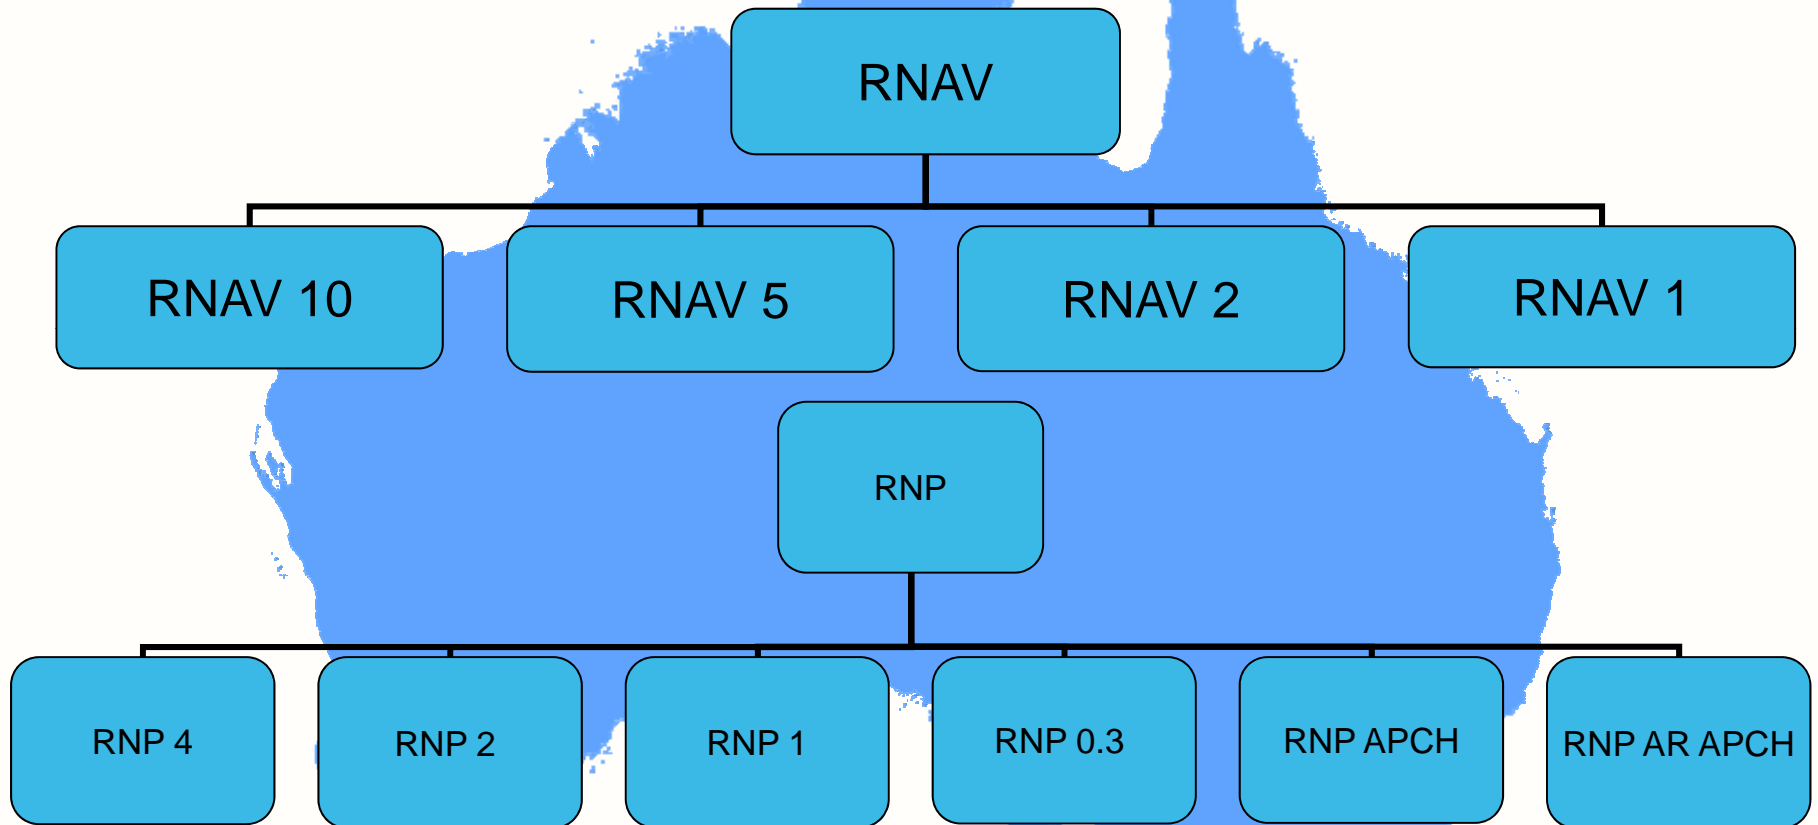 RNAV
RNAV 10
RNAV 5
RNAV 2
RNAV 1
RNP
RNP 4
RNP 2
RNP 1
RNP 0.3
RNP APCH
RNP AR APCH